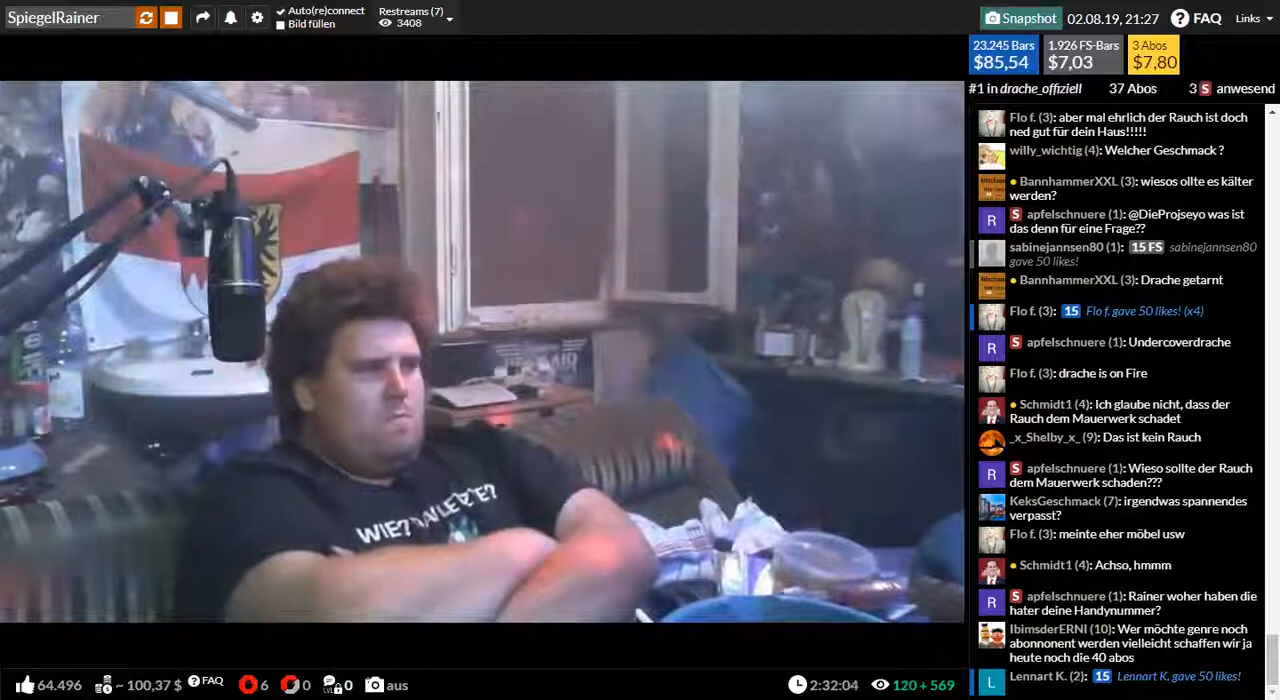 SpiegelRainer
Auto(re)connect
Bild füllen
Restreams (7)
3408
Snapshot
02.08.19, 21:27
FAQ
Links
23.245 Bars
$85,54
1.926 FS-Bars
$7,03
3 Abos
$7,80
#1 in drache_offiziell!
37 Abos
3 S anwesend
Flo f. (3): aber mal ehrlich der Rauch ist doch
ned gut für dein Haus!!!!!
willy_wichtig (4): Welcher Geschmack ?
BannhammerXXL (3): wiesos ollte es kälter
werden?
R
S apfelschnuere (1): @DieProjseyo was ist
das denn für eine Frage??
sabinejannsen80 (1): 15 FS sabinejannsen80
gave 50 likes!
BannhammerXXL (3): Drache getarnt
Flo f. (3): 15 Flo f. gave 50 likes! (x4)
R
S apfelschnuere (1): Undercoverdrache
Flo f. (3): drache is on Fire
Schmidt1 (4): Ich glaube nicht, dass der
Rauch dem Mauerwerk schadet
_x_Shelby_x_ (9): Das ist kein Rauch
R
S apfelschnuere (1): Wieso sollte der Rauch
dem Mauerwerk schaden???
KeksGeschmack (7): irgendwas spannendes
verpasst?
Flo f. (3): meinte eher möbel usw
Schmidt1 (4): Achso, hmmm
R
S apfelschnuere (1): Rainer woher haben die
hater deine Handynummer?
IbimsderERNI (10): Wer möchte genre noch
abonnonent werden vielleicht schaffen wir ja
heute noch die 40 abos
L
Lennart K. (2): 15 Lennart K. gave 50 likes!
WIE?
64.496
~ 100,37 $
FAQ
6
0
LVL
0
aus
2:32:04
120 + 569